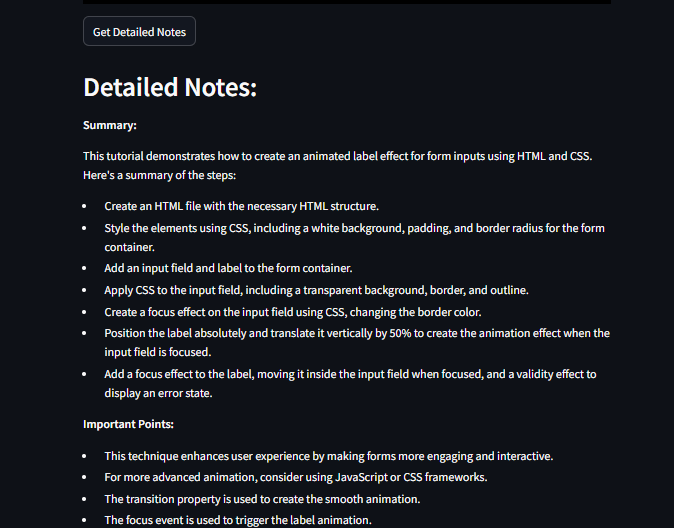 Get Detailed Notes
Detailed Notes:
Summary:
This tutorial demonstrates how to create an animated label effect for form inputs using HTML and CSS.
Here's a summary of the steps:
• Create an HTML file with the necessary HTML structure.
• Style the elements using CSS, including a white background, padding, and border radius for the form
container.
• Add an input field and label to the form container.
• Apply CSS to the input field, including a transparent background, border, and outline.
• Create a focus effect on the input field using CSS, changing the border color.
• Position the label absolutely and translate it vertically by 50% to create the animation effect when the
input field is focused.
• Add a focus effect to the label, moving it inside the input field when focused, and a validity effect to
display an error state.
Important Points:
• This technique enhances user experience by making forms more engaging and interactive.
• For more advanced animation, consider using JavaScript or CSS frameworks.
• The transition property is used to create the smooth animation.
• The focus event is used to trigger the label animation.